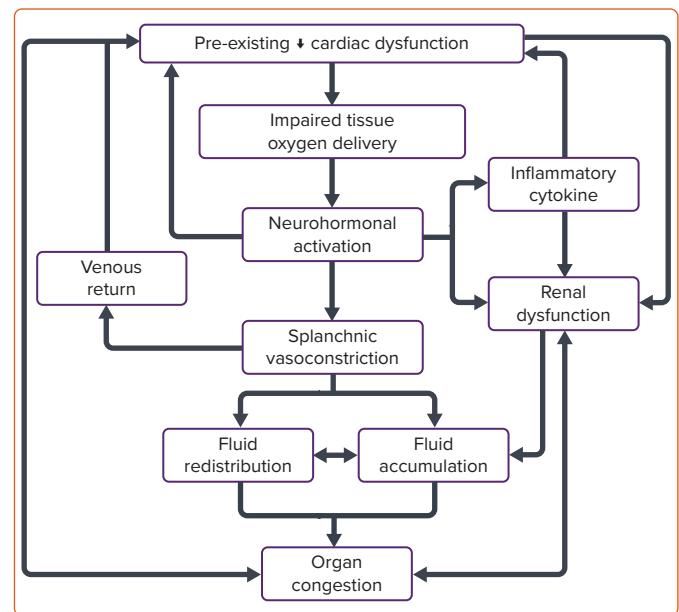 Pre-existing ⬇ cardiac dysfunction
Impaired tissue
oxygen delivery
Inflammatory
cytokine
Neurohormonal
activation
Venous
return
Renal
dysfunction
Splanchnic
vasoconstriction
Fluid
redistribution
Fluid
accumulation
Organ
congestion